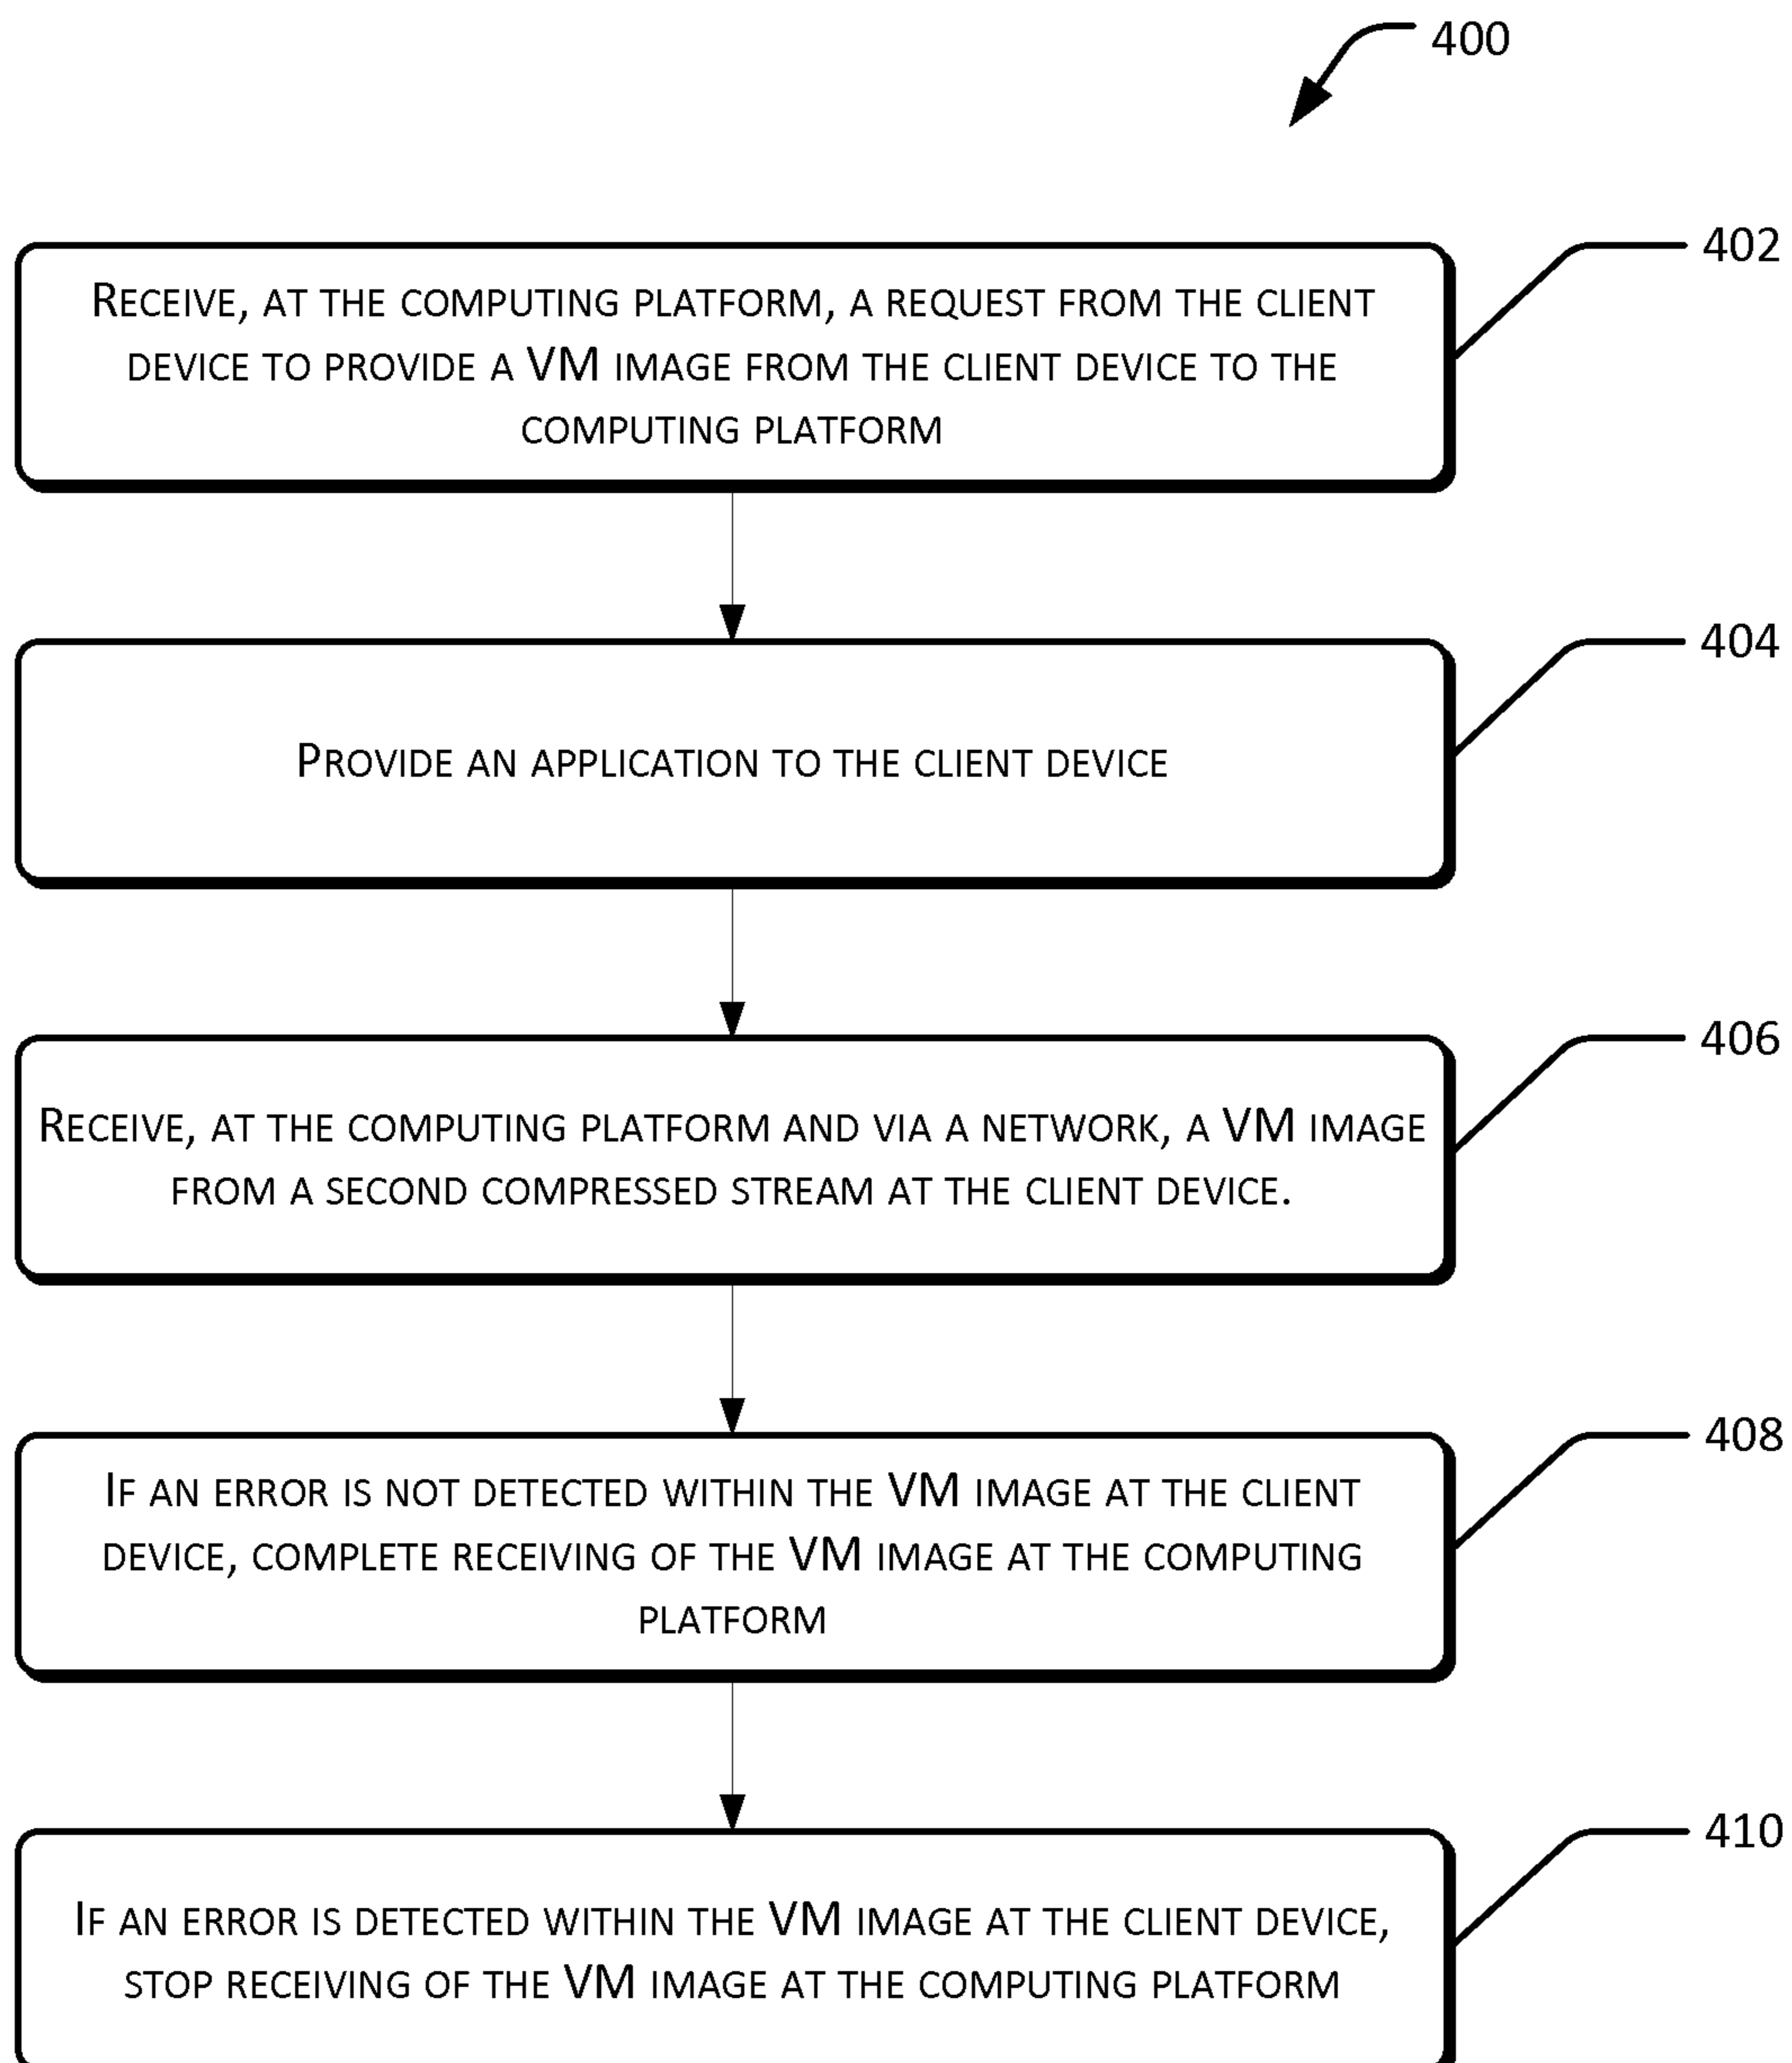 400
402
RECEIVE, AT THE COMPUTING PLATFORM, A REQUEST FROM THE CLIENT
DEVICE TO PROVIDE A VM IMAGE FROM THE CLIENT DEVICE TO THE
COMPUTING PLATFORM
404
PROVIDE AN APPLICATION TO THE CLIENT DEVICE
406
RECEIVE, AT THE COMPUTING PLATFORM AND VIA A NETWORK, A VM IMAGE
FROM A SECOND COMPRESSED STREAM AT THE CLIENT DEVICE.
408
IF AN ERROR IS NOT DETECTED WITHIN THE VM IMAGE AT THE CLIENT
DEVICE, COMPLETE RECEIVING OF THE VM IMAGE AT THE COMPUTING
PLATFORM
410
IF AN ERROR IS DETECTED WITHIN THE VM IMAGE AT THE CLIENT DEVICE,
STOP RECEIVING OF THE VM IMAGE AT THE COMPUTING PLATFORM